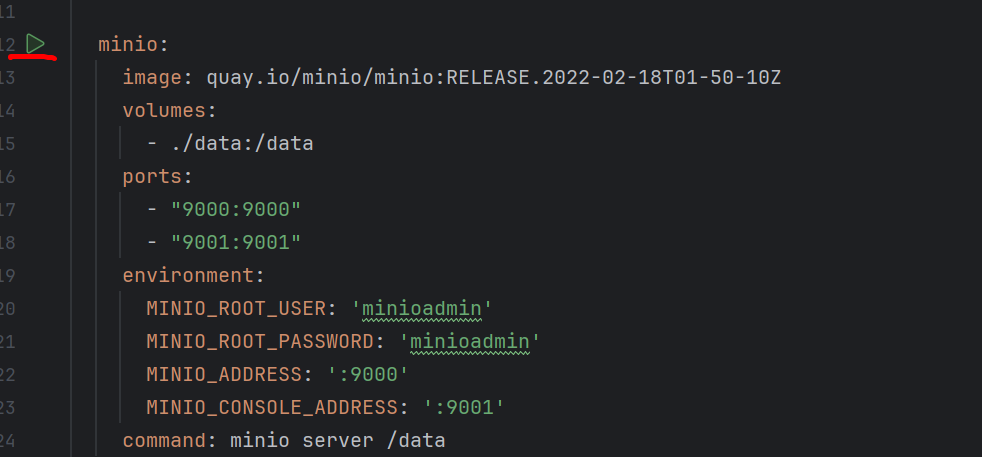 11
12 minio:
13 image: quay.io/minio/minio:RELEASE.2022-02-18T01-50-10Z
14 volumes:
15 - ./data:/data
16 ports:
17 - "9000:9000"
18 - "9001:9001"
19 environment:
20 MINIO_ROOT_USER: 'minioadmin'
21 MINIO_ROOT_PASSWORD: 'minioadmin'
22 MINIO_ADDRESS: ':9000'
23 MINIO_CONSOLE_ADDRESS: ':9001'
24 command: minio server /data